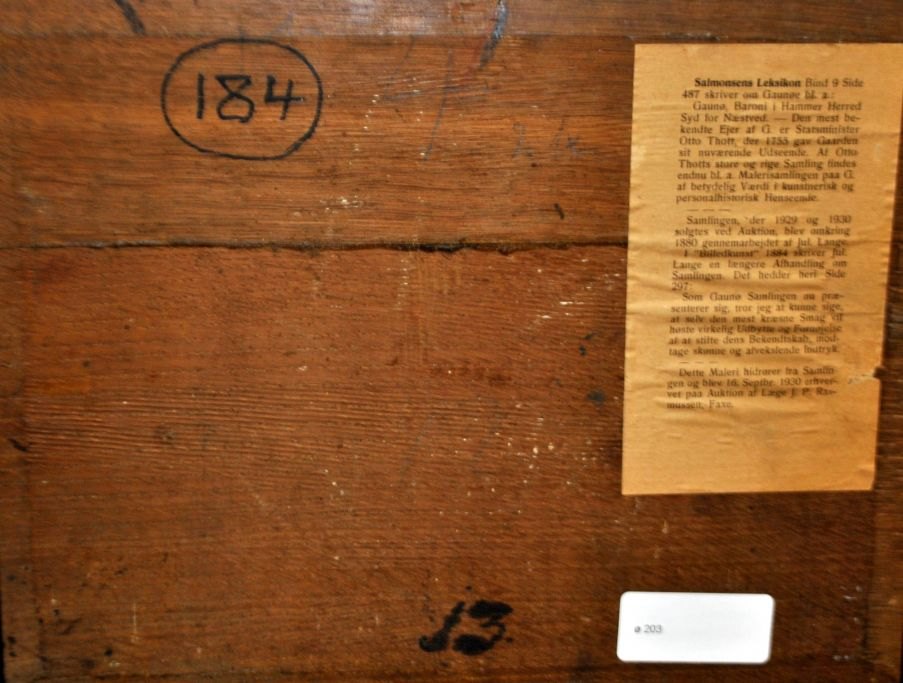 184
Salmonsens Leksikon Bind 9 Side
487 skriver om Gaunøe bl. a.:
Gaunø, Baroni i Hammer Herred
Syd for Næstved. — Den mest be-
kendte Ejer af G. er Statsminister
Otto Thott, der 1755 gav Gaarden
sit nuværende Udseende. Af Otto
Thotts store og rige Samling findes
endnu bl. a. Malerisamlingen paa G.
af betydelig Værdi i kunstnerisk og
personalhistorisk Henseende.
— — —
Samlingen, der 1929 og 1930
solgtes ved Auktion, blev omkring
1880 gennemarbejdet af Jul. Lange.
I "Billedkunst" 1884 skriver Jul.
Lange en længere Afhandling om
Samlingen. Det hedder heri Side
297:
Som Gaunø Samlingen nu præ-
senterer sig, tror jeg at kunne sige,
at selv den mest kræsne Smag vil
høste virkelig Udbytte og Fornøjelse
af at stifte dens Bekendtskab, mod-
tage skønne og afvekslende Indtryk.
— — —
Dette Maleri hidrører fra Samlin-
gen og blev 16. Septbr. 1930 erhver-
vet paa Auktion af Læge J. P. Ras-
mussen, Faxe.
13.
203